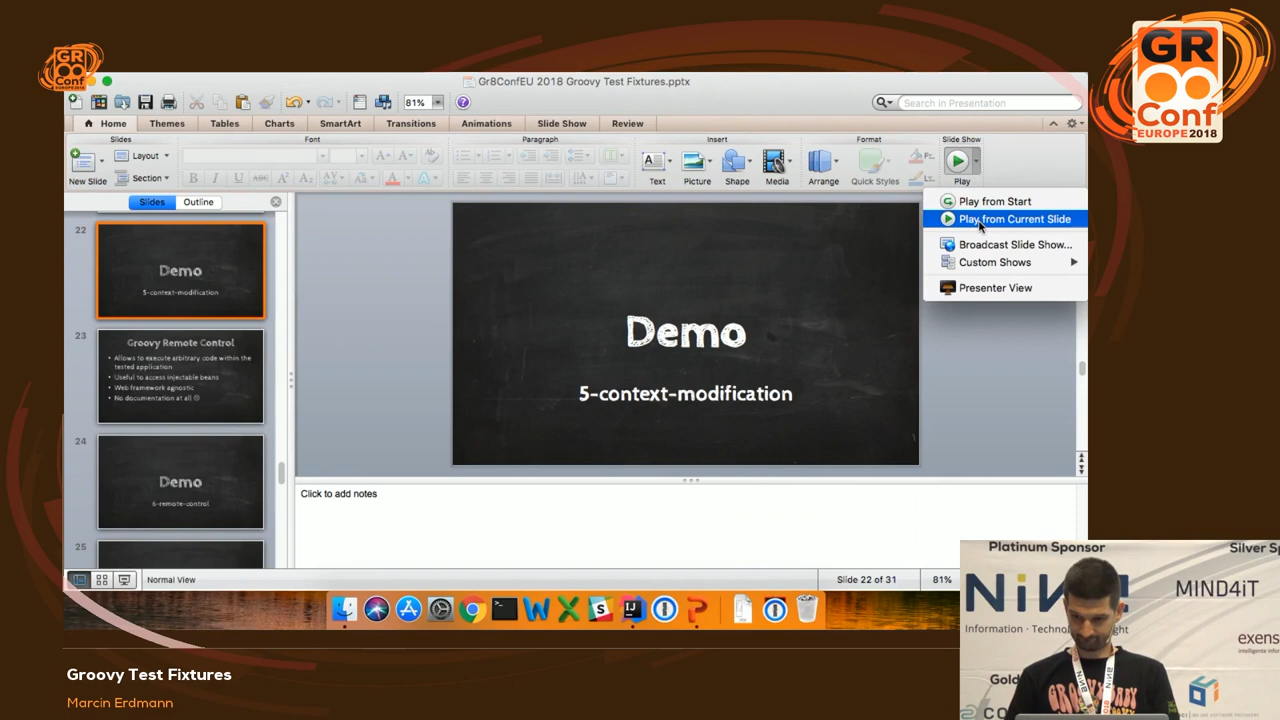 GR
Conf
EUROPE 2018
GR
Conf
EUROPE2018
Gr8ConfEU 2018 Groovy Test Fixtures.pptx
81%
Search in Presentation
Home
Themes
Tables
Charts
SmartArt
Transitions
Animations
Slide Show
Review
Slides
Font
Paragraph
Insert
Format
Slide Show
New Slide
Layout
Section
Text
Picture
Shape
Media
Arrange
Quick Styles
Play
Play from Start
Play from Current Slide
Broadcast Slide Show...
Custom Shows
Presenter View
Slides
Outline
22
Demo
5-context-modification
23
Groovy Remote Control
• Allows to execute arbitrary code within the
tested application
• Useful to access injectable beans
• Web framework agnostic
• No documentation at all ☹
24
Demo
6-remote-control
25
Demo
5-context-modification
Click to add notes
Normal View
Slide 22 of 31
81%
Platinum Sponsor
Silver Sp
MIND4iT
Information · Techno
ight
exens
Gold
Groovy Test Fixtures
Marcin Erdmann